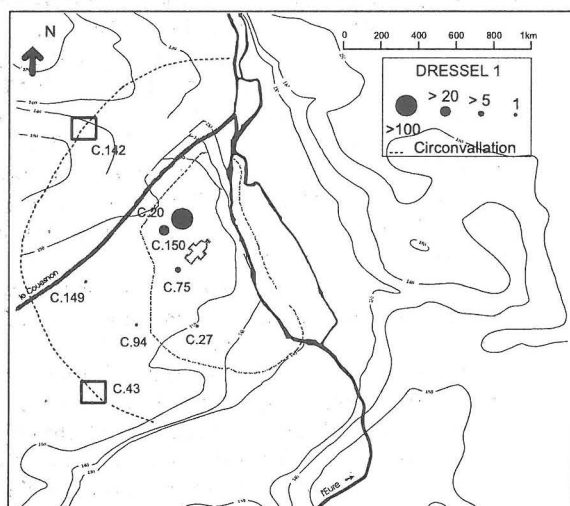 N
0 200 400 600 800 1km
DRESSEL 1
>100
> 20
> 5
1
Circonvallation
C.142
C.20
C.150
C.75
C.149
le Couesnon
C.94
C.27
C.43
l'Eure